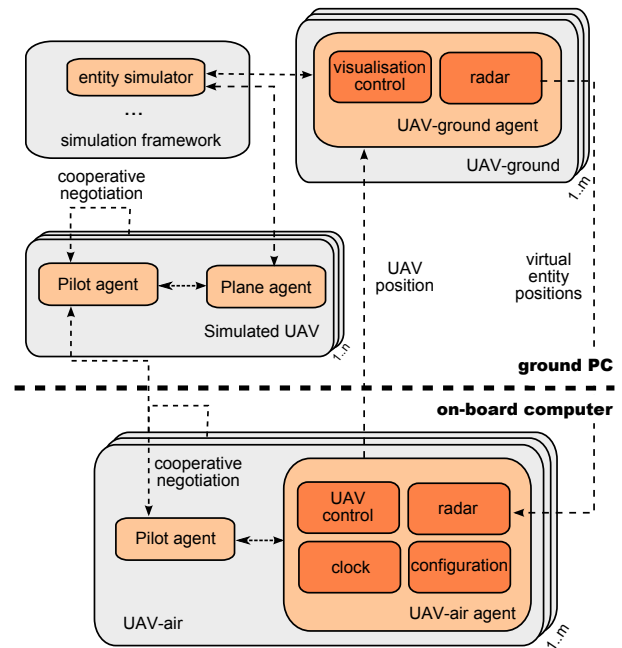 entity simulator
...
simulation framework
visualisation
control
radar
UAV-ground agent
UAV-ground
1..m
cooperative
negotiation
Pilot agent
Plane agent
Simulated UAV
1..n
UAV
position
virtual
entity
positions
ground PC
on-board computer
cooperative
negotiation
Pilot agent
UAV
control
radar
clock
configuration
UAV-air agent
UAV-air
1..m